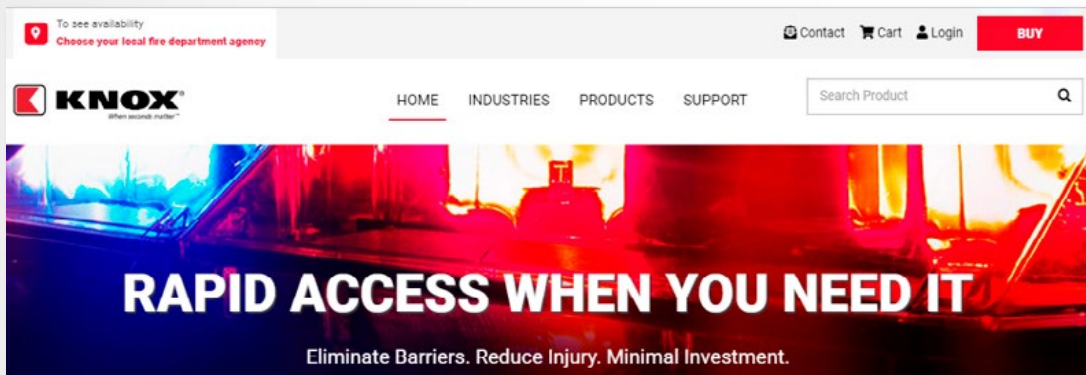 To see availability
Choose your local fire department agency
Contact Cart Login BUY
KNOX®
When seconds matter™
HOME INDUSTRIES PRODUCTS SUPPORT
Search Product
RAPID ACCESS WHEN YOU NEED IT
Eliminate Barriers. Reduce Injury. Minimal Investment.